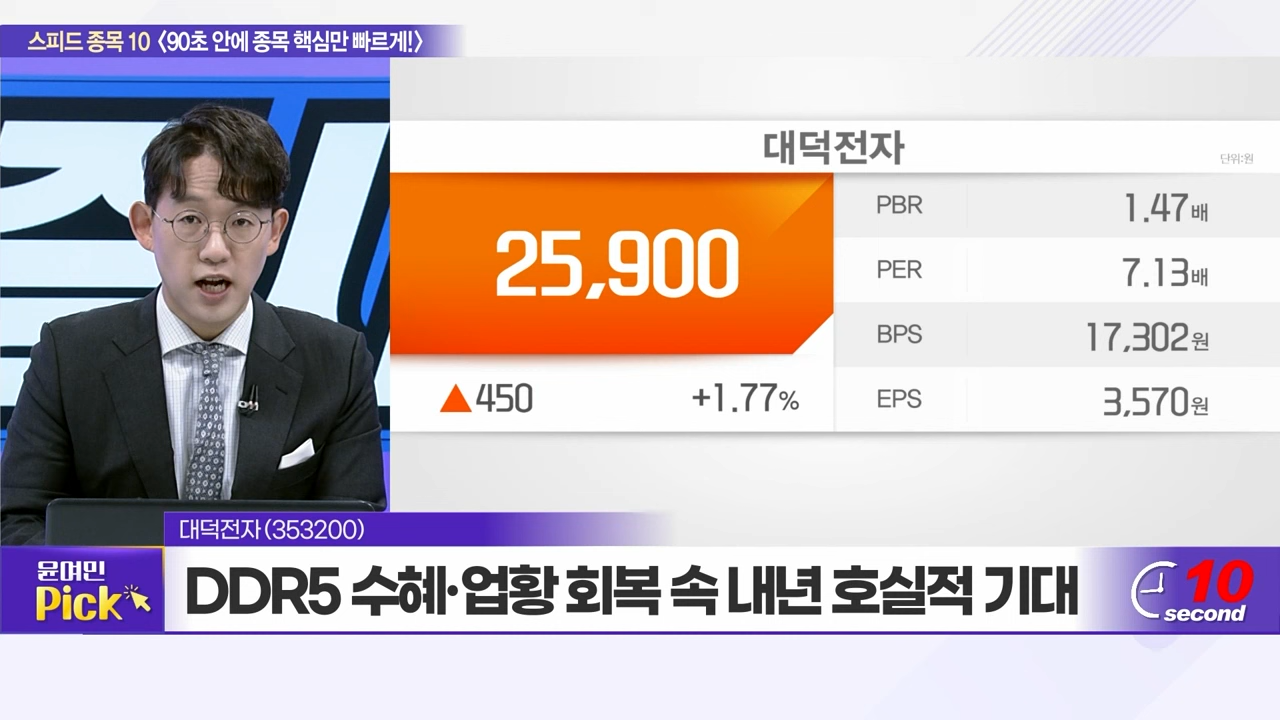 스피드 종목 10 〈90초 안에 종목 핵심만 빠르게!〉
대덕전자
단위:원
25,900
▲450 +1.77%
PBR 1.47배
PER 7.13배
BPS 17,302원
EPS 3,570원
대덕전자(353200)
윤여민
Pick
DDR5 수혜·업황 회복 속 내년 호실적 기대
10
second